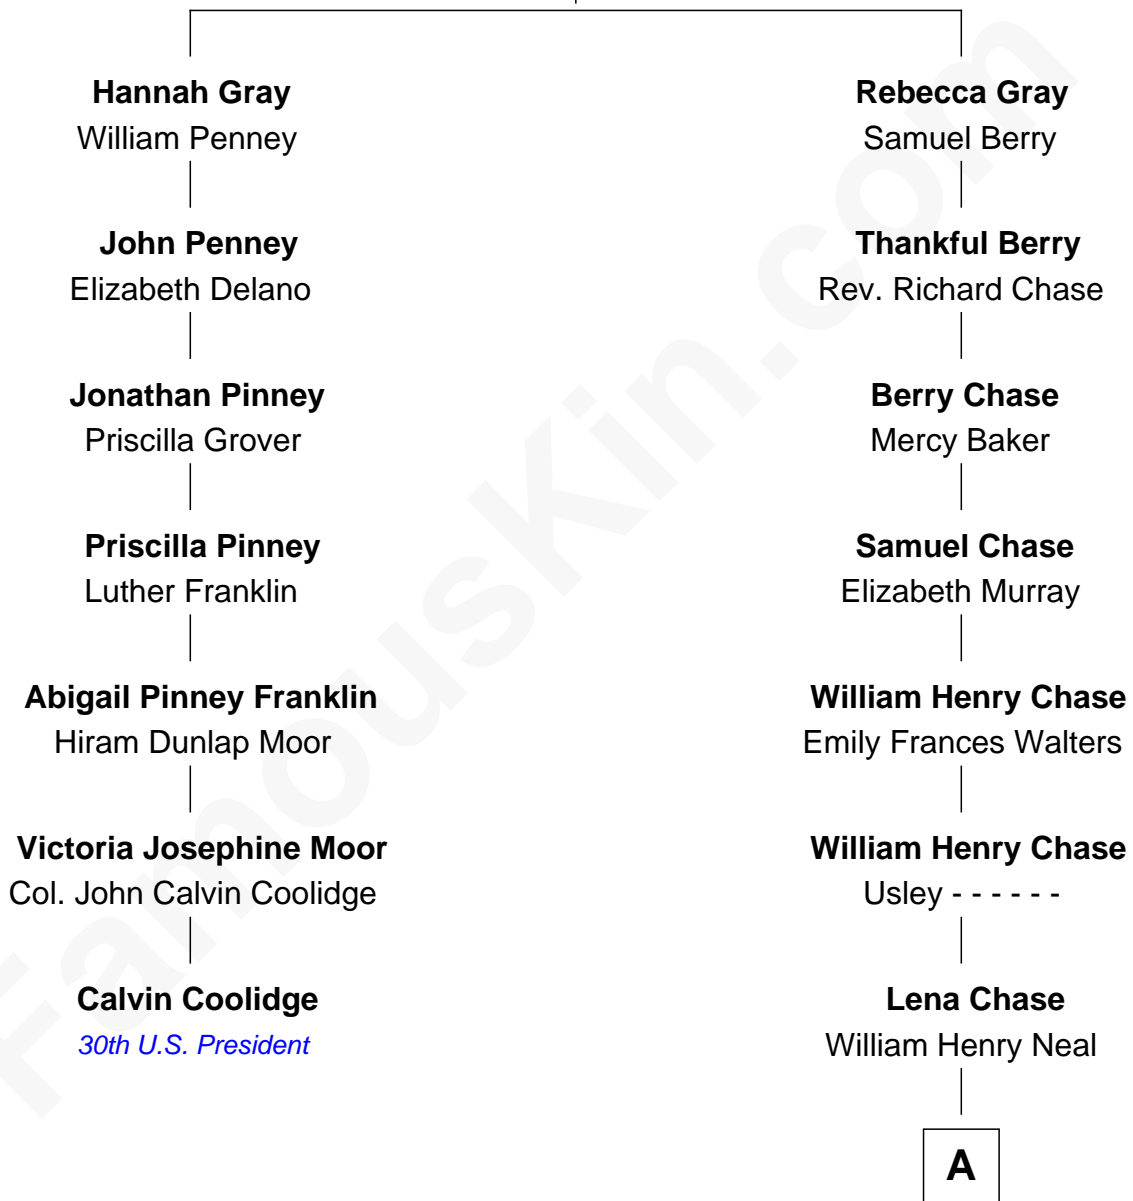 Hannah Gray
William Penney
John Penney
Elizabeth Delano
Jonathan Pinney
Priscilla Grover
Priscilla Pinney
Luther Franklin
Abigail Pinney Franklin
Hiram Dunlap Moor
Victoria Josephine Moor
Col. John Calvin Coolidge
Calvin Coolidge
30th U.S. President
Rebecca Gray
Samuel Berry
Thankful Berry
Rev. Richard Chase
Berry Chase
Mercy Baker
Samuel Chase
Elizabeth Murray
William Henry Chase
Emily Frances Walters
William Henry Chase
Usley - - - - - -
Lena Chase
William Henry Neal
A
FamousKin.com